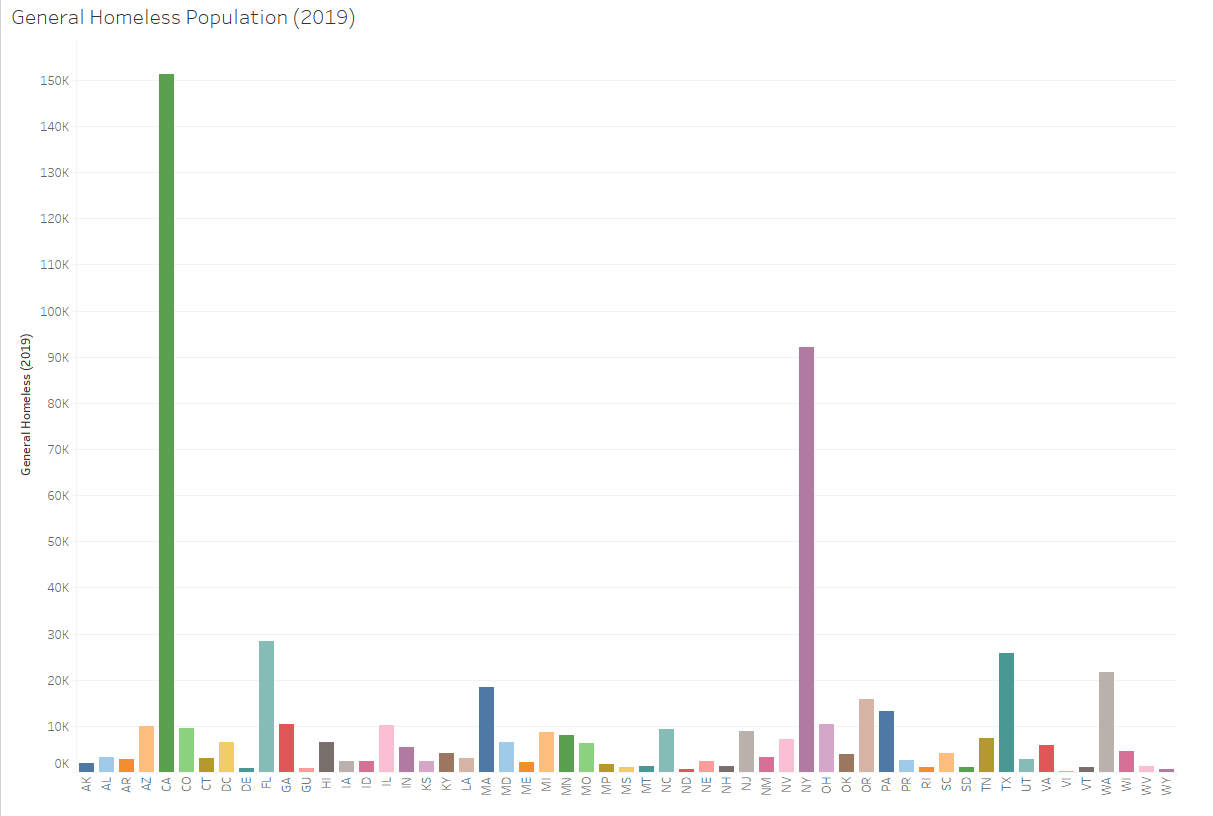 General Homeless Population (2019)
150K
140K
130K
120K
110K
100K
90K
80K
70K
60K
50K
40K
30K
20K
10K
0K
General Homeless (2019)
AK AL AR AZ CA CO CT DC DE FL GA GU HI IA ID IL IN KS KY LA MA MD ME MI MN MO MP MS MT NC ND NE NH NJ NM NV NY OH OK OR PA PR RI SC SD TN TX UT VA VI VT WA WI WV WY